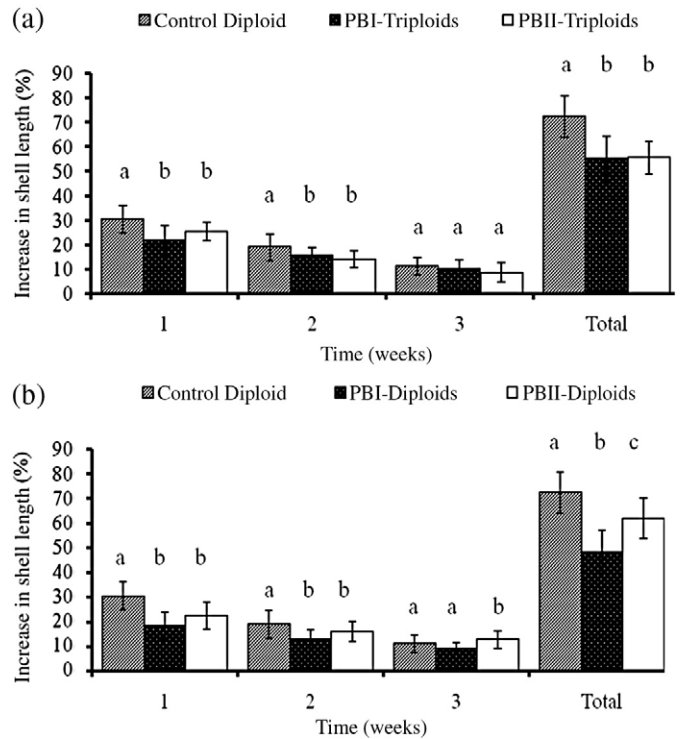 (a)
Control Diploid PBI-Triploids PBII-Triploids
Increase in shell length (%)
90
80
70
60
50
40
30
20
10
0
a b b a b b a a a a b b
1 2 3 Total
Time (weeks)
(b)
Control Diploid PBI-Diploids PBII-Diploids
Increase in shell length (%)
90
80
70
60
50
40
30
20
10
0
a b b a b b a a b a b c
1 2 3 Total
Time (weeks)